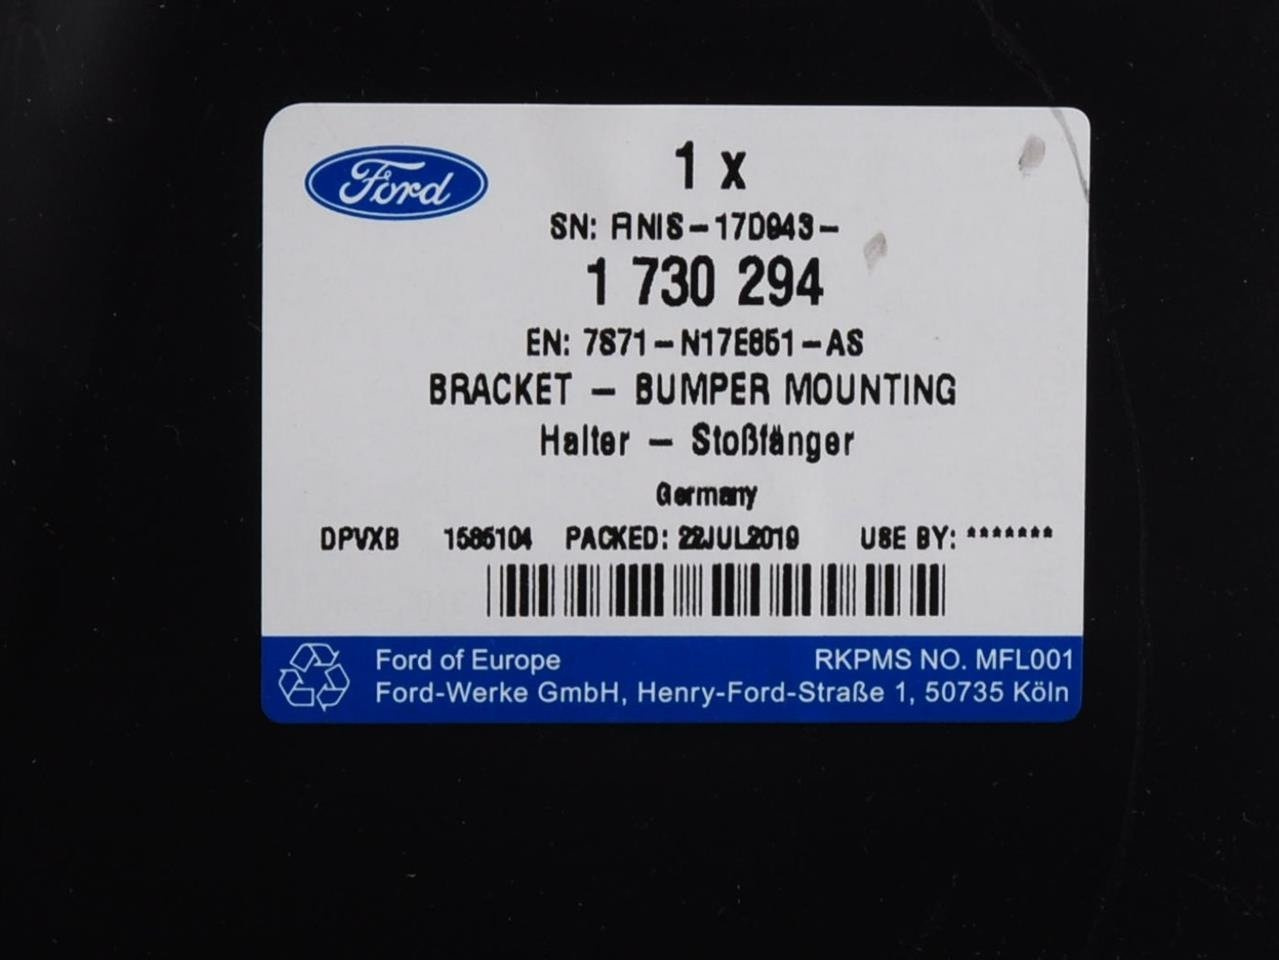 Ford
1 x
SN: ANIS-17D943-
1 730 294
EN: 7S71-N17E851-AS
BRACKET - BUMPER MOUNTING
Halter - Stoßfänger
Germany
DPVXB 1585104 PACKED: 22JUL2019 USE BY: *******
Ford of Europe RKPMS NO. MFL001
Ford-Werke GmbH, Henry-Ford-Straße 1, 50735 Köln